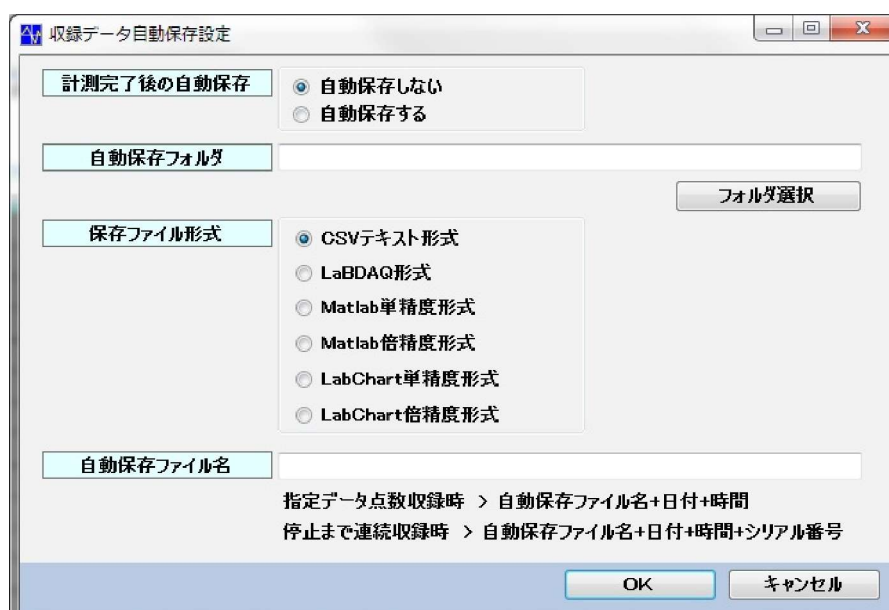 収録データ自動保存設定
計測完了後の自動保存
自動保存しない
自動保存する
自動保存フォルダ
フォルダ選択
保存ファイル形式
CSVテキスト形式
LaBDAQ形式
Matlab単精度形式
Matlab倍精度形式
LabChart単精度形式
LabChart倍精度形式
自動保存ファイル名
指定データ点数収録時 > 自動保存ファイル名+日付+時間
停止まで連続収録時 > 自動保存ファイル名+日付+時間+シリアル番号
OK
キャンセル